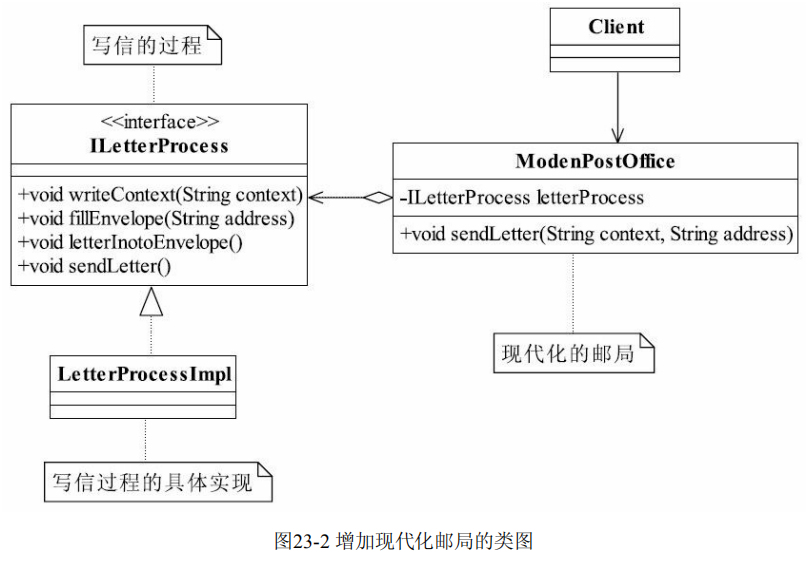 写信的过程
Client
<<interface>>
ILetterProcess
+void writeContext(String context)
+void fillEnvelope(String address)
+void letterInotoEnvelope()
+void sendLetter()
ModenPostOffice
-ILetterProcess letterProcess
+void sendLetter(String context, String address)
现代化的邮局
LetterProcessImpl
写信过程的具体实现
图23-2 增加现代化邮局的类图